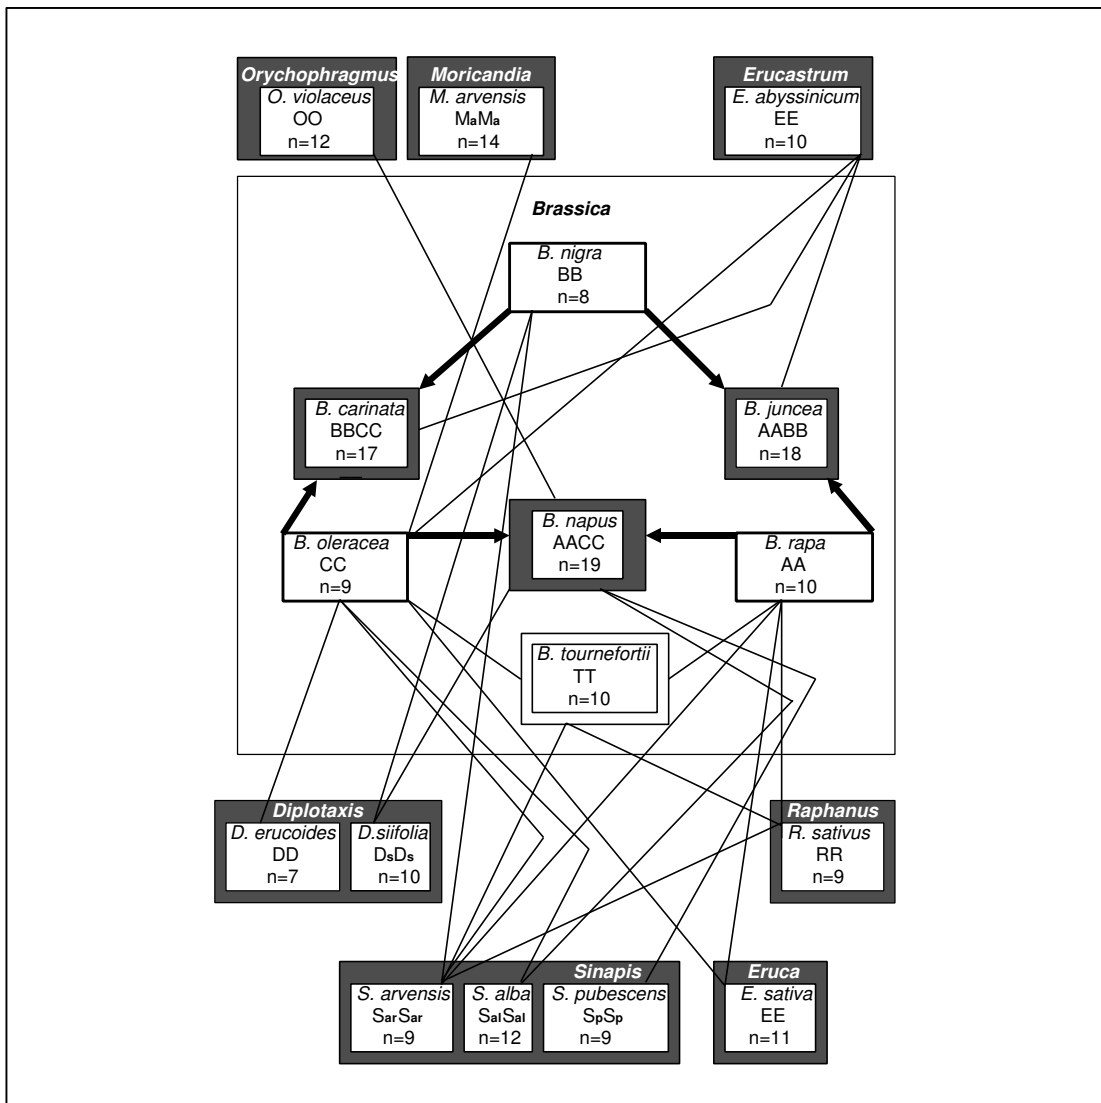 Orychophragmus
O. violaceus
OO
n=12
Moricandia
M. arvensis
MaMa
n=14
Erucastrum
E. abyssinicum
EE
n=10
Brassica
B. nigra
BB
n=8
B. carinata
BBCC
n=17
B. juncea
AABB
n=18
B. oleracea
CC
n=9
B. napus
AACC
n=19
B. rapa
AA
n=10
B. tournefortii
TT
n=10
Diplotaxis
D. erucoides
DD
n=7
D.siifolia
DsDs
n=10
Raphanus
R. sativus
RR
n=9
Sinapis
S. arvensis
SarSar
n=9
S. alba
SalSal
n=12
S. pubescens
SpSp
n=9
Eruca
E. sativa
EE
n=11